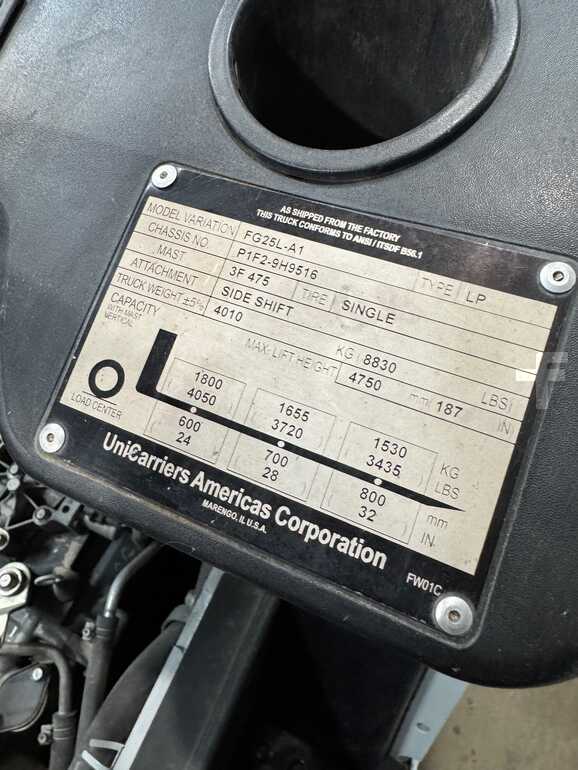 AS SHIPPED FROM THE FACTORY
THIS TRUCK CONFORMS TO ANSI / ITSDF B56.1
MODEL VARIATION FG25L-A1 TYPE LP
CHASSIS NO P1F2-9H9516
MAST 3F 475 TIRE SINGLE
ATTACHMENT SIDE SHIFT
TRUCK WEIGHT ±5% 4010 KG 8830 LBS
CAPACITY
WITH MAST
VERTICAL
MAX-LIFT HEIGHT 4750 mm 187 IN
1800 1655 1530 KG
4050 3720 3435 LBS
LOAD CENTER
600 700 800 mm
24 28 32 IN
UniCarriers Americas Corporation
MARENGO, IL U.S.A.
FW01C
F